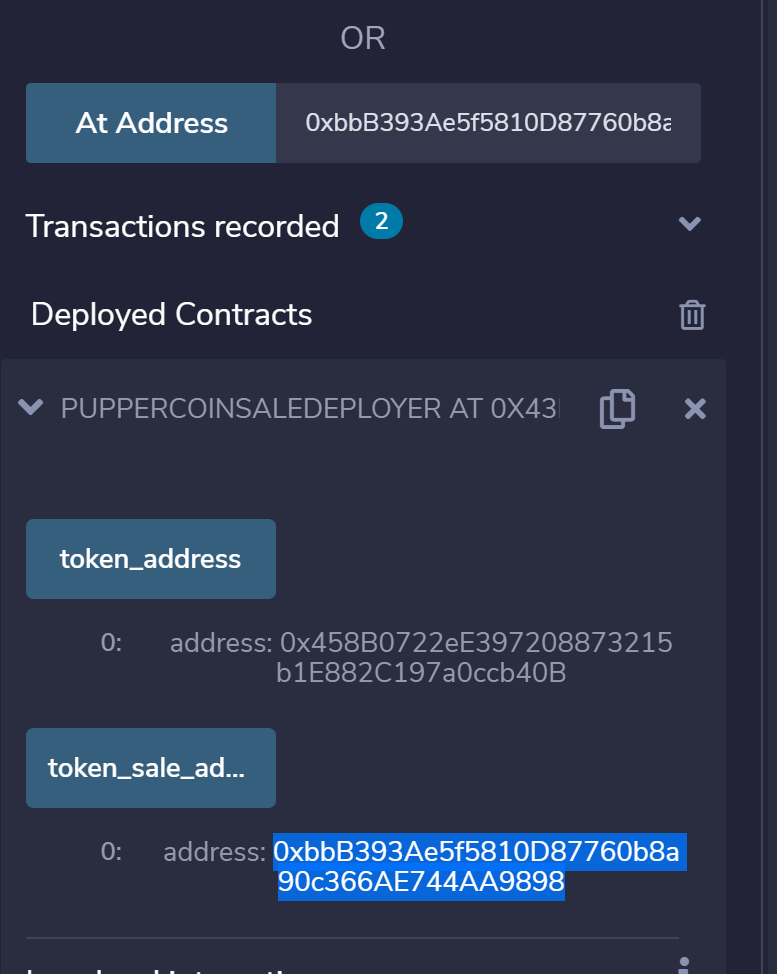 OR
At Address 0xbbB393Ae5f5810D87760b8a
Transactions recorded 2
Deployed Contracts
PUPPERCOINSALEDEPLOYER AT 0X43
token_address
0: address: 0x458B0722eE397208873215
b1E882C197a0ccb40B
token_sale_ad...
0: address: 0xbbB393Ae5f5810D87760b8a
90c366AE744AA9898